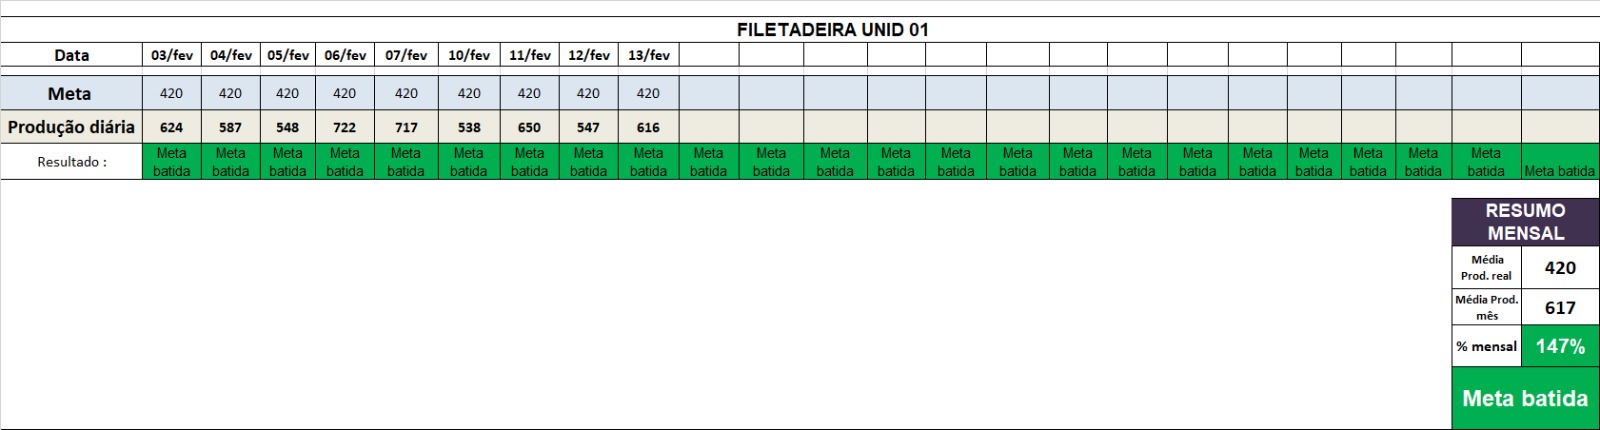 FILETADEIRA UNID 01
Data 03/fev 04/fev 05/fev 06/fev 07/fev 10/fev 11/fev 12/fev 13/fev
Meta 420 420 420 420 420 420 420 420 420
Produção diária 624 587 548 722 717 538 650 547 616
Resultado : Meta batida Meta batida Meta batida Meta batida Meta batida Meta batida Meta batida Meta batida Meta batida Meta batida Meta batida Meta batida Meta batida Meta batida Meta batida Meta batida Meta batida Meta batida Meta batida Meta batida Meta batida Meta batida Meta batida Meta batida
RESUMO
MENSAL
Média
Prod. real 420
Média Prod.
mês 617
% mensal 147%
Meta batida